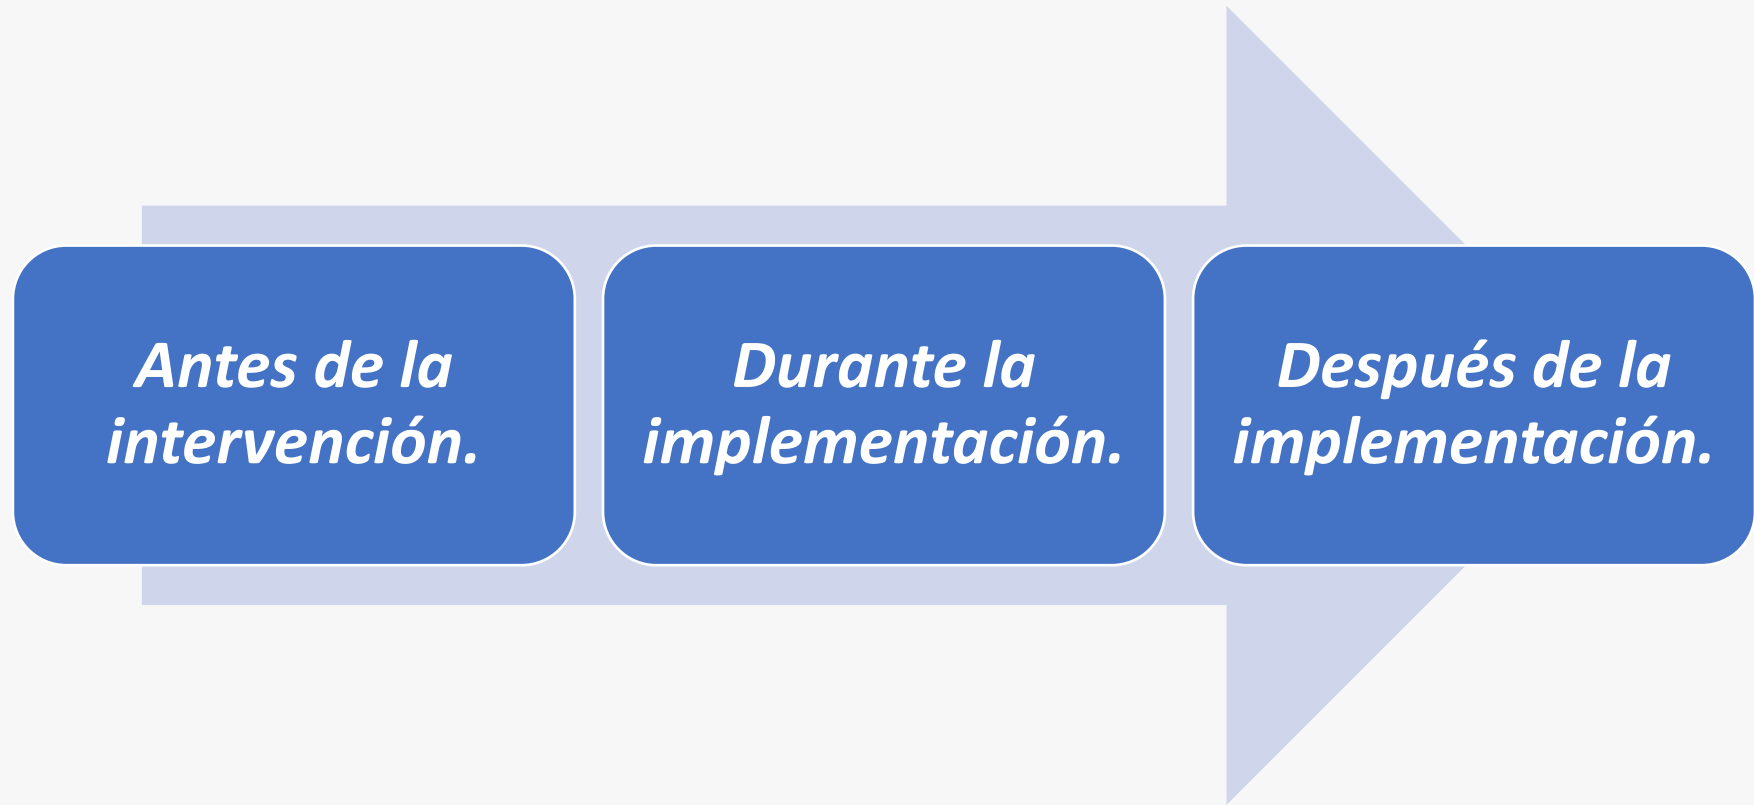 Antes de la
intervención.
Durante la
implementación.
Después de la
implementación.